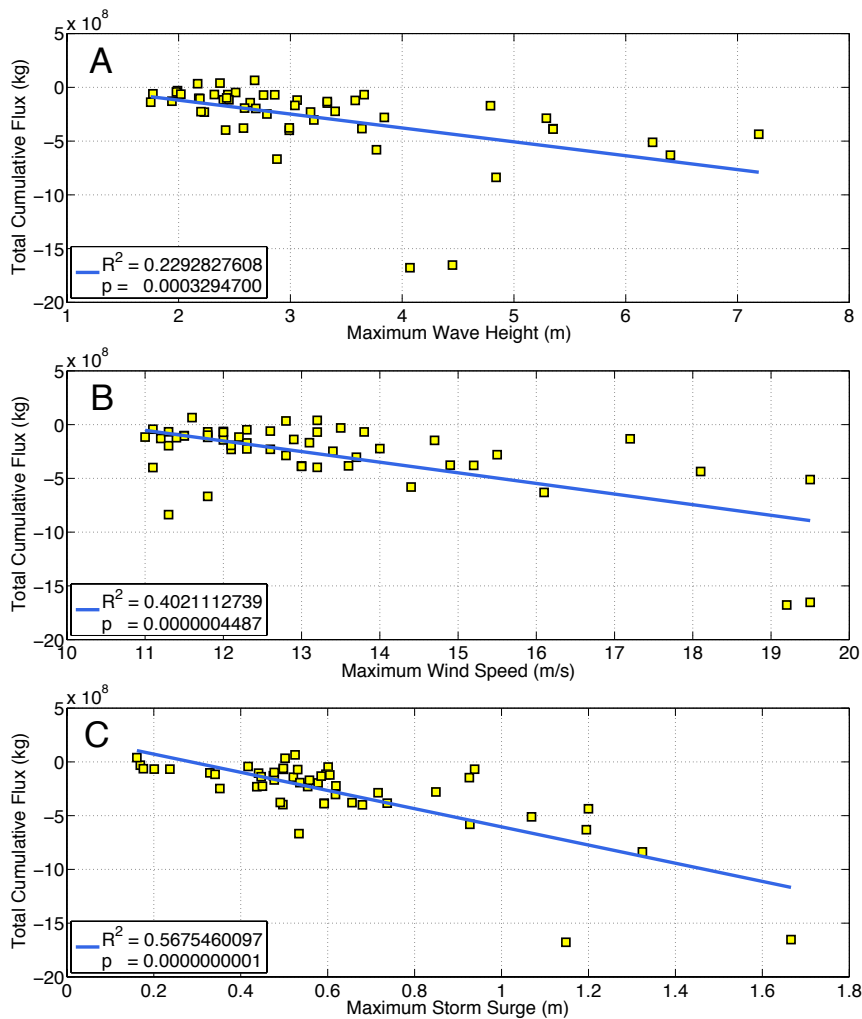 x 10^8
5
0
−5
−10
−15
−20
Total Cumulative Flux (kg)
A
R^2 = 0.2292827608
p = 0.0003294700
1 2 3 4 5 6 7 8
Maximum Wave Height (m)
x 10^8
5
0
−5
−10
−15
−20
Total Cumulative Flux (kg)
B
R^2 = 0.4021112739
p = 0.0000004487
10 11 12 13 14 15 16 17 18 19 20
Maximum Wind Speed (m/s)
x 10^8
5
0
−5
−10
−15
−20
Total Cumulative Flux (kg)
C
R^2 = 0.5675460097
p = 0.0000000001
0 0.2 0.4 0.6 0.8 1.0 1.2 1.4 1.6 1.8
Maximum Storm Surge (m)